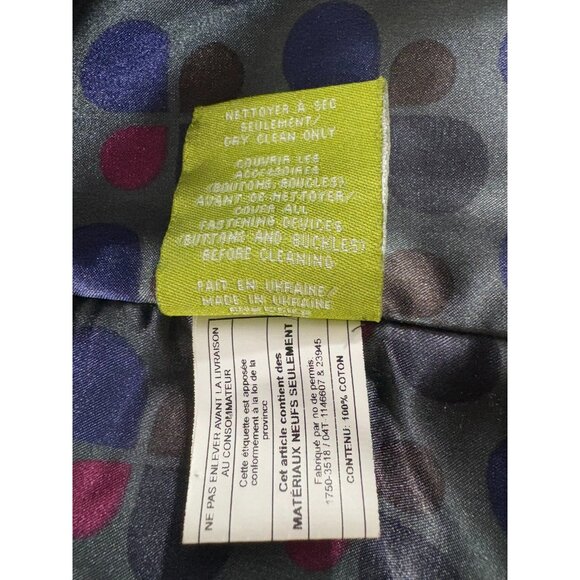 NETTOYER A SEC
SEULEMENT/
DRY CLEAN ONLY
COUVRIR LES
ACCESSOIRES
(BOUTONS, BOUCLES)
AVANT DE NETTOYER/
COVER ALL
FASTENING DEVICES
(BUTTONS AND BUCKLES)
BEFORE CLEANING
FAIT EN UKRAINE/
MADE IN UKRAINE
NE PAS ENLEVER AVANT LA LIVRAISON
AU CONSOMMATEUR
Cette étiquette est apposée
conformément à la loi de la
province
Cet article contient des
MATÉRIAUX NEUFS SEULEMENT
Fabriqué par no de permis
1750-3518 / 04T 1146607 & 23945
CONTENU: 100% COTON